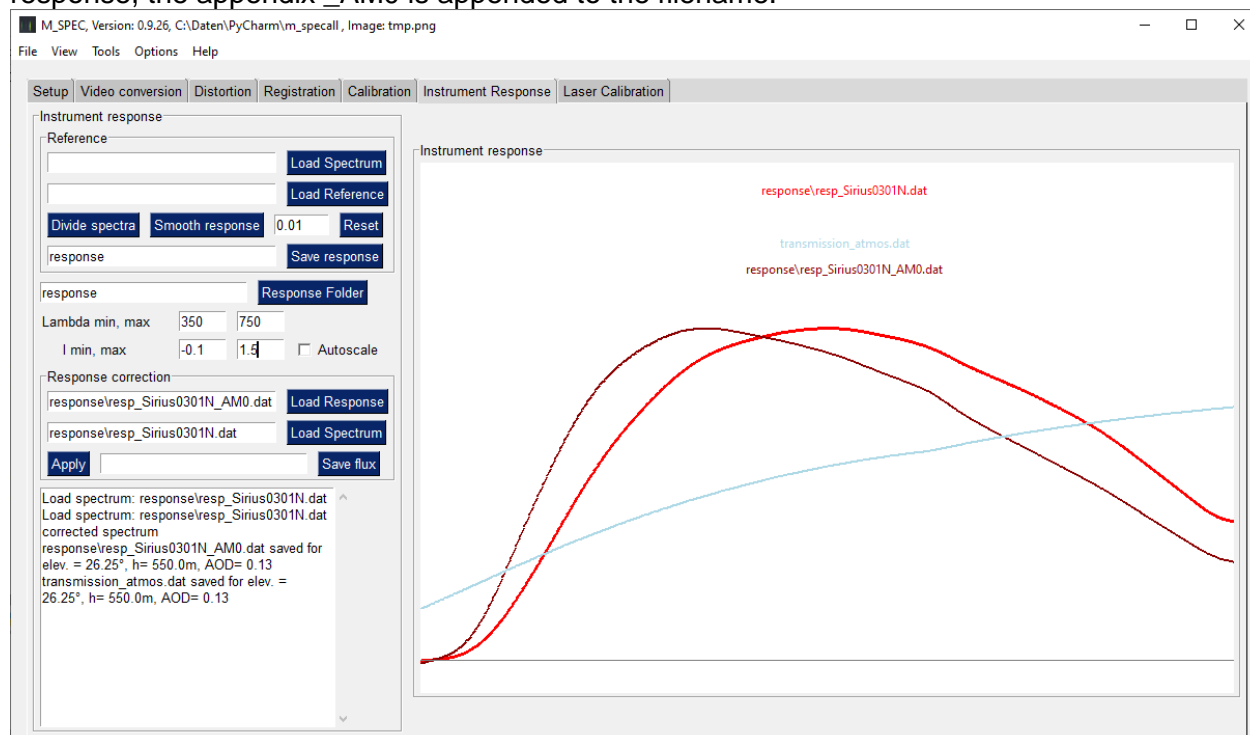 response, the appendix _AM0 is appended to the filename.
M_SPEC, Version: 0.9.26, C:\Daten\PyCharm\m_specall , Image: tmp.png
File View Tools Options Help
Setup Video conversion Distortion Registration Calibration Instrument Response Laser Calibration
Instrument response
Reference
Load Spectrum
Load Reference
Divide spectra Smooth response 0.01 Reset
response Save response
response Response Folder
Lambda min, max 350 750
I min, max -0.1 1.5 Autoscale
Response correction
response\resp_Sirius0301N_AM0.dat Load Response
response\resp_Sirius0301N.dat Load Spectrum
Apply Save flux
Load spectrum: response\resp_Sirius0301N.dat
Load spectrum: response\resp_Sirius0301N.dat
corrected spectrum
response\resp_Sirius0301N_AM0.dat saved for
elev. = 26.25°, h= 550.0m, AOD= 0.13
transmission_atmos.dat saved for elev. =
26.25°, h= 550.0m, AOD= 0.13
Instrument response
response\resp_Sirius0301N.dat
transmission_atmos.dat
response\resp_Sirius0301N_AM0.dat